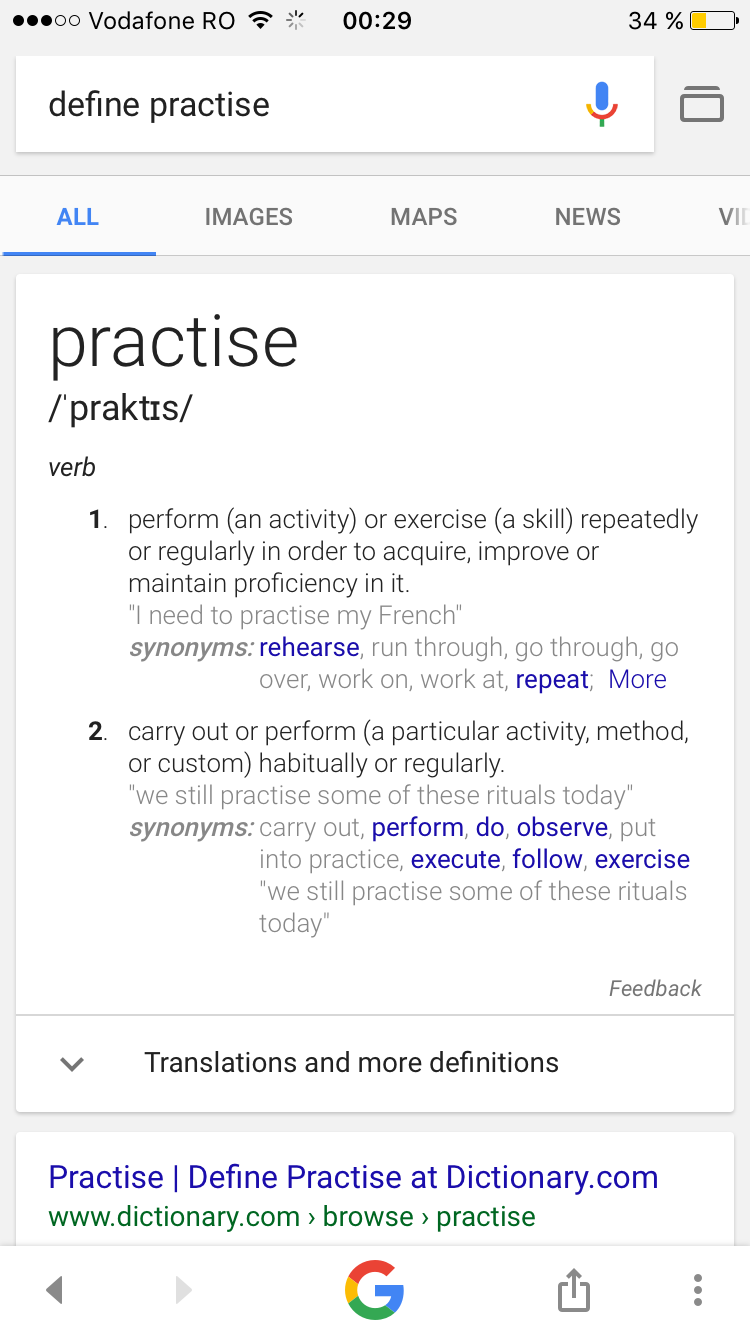 Vodafone RO 00:29 34 %
define practise
ALL IMAGES MAPS NEWS
practise
/ˈpraktɪs/
verb
1. perform (an activity) or exercise (a skill) repeatedly
or regularly in order to acquire, improve or
maintain proficiency in it.
"I need to practise my French"
synonyms: rehearse, run through, go through, go
over, work on, work at, repeat; More
2. carry out or perform (a particular activity, method,
or custom) habitually or regularly.
"we still practise some of these rituals today"
synonyms: carry out, perform, do, observe, put
into practice, execute, follow, exercise
"we still practise some of these rituals
today"
Feedback
Translations and more definitions
Practise | Define Practise at Dictionary.com
www.dictionary.com › browse › practise